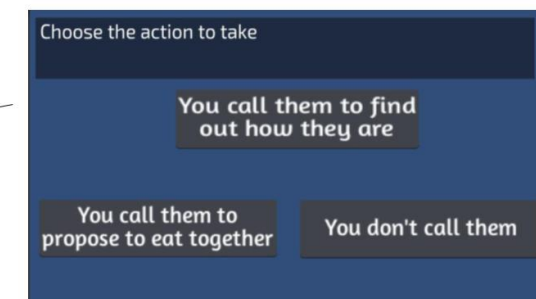 Choose the action to take
You call them to find
out how they are
You call them to
propose to eat together
You don't call them